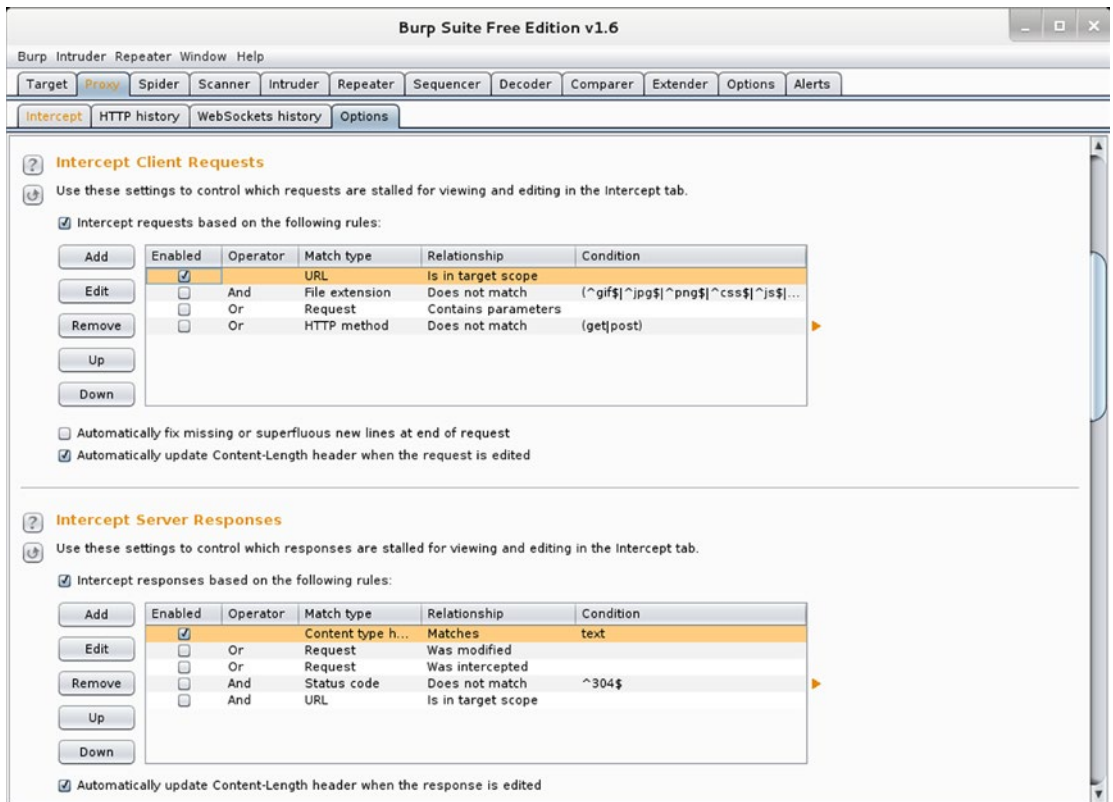 Burp Suite Free Edition v1.6
Burp Intruder Repeater Window Help
Target Proxy Spider Scanner Intruder Repeater Sequencer Decoder Comparer Extender Options Alerts
Intercept HTTP history WebSockets history Options
? Intercept Client Requests
Use these settings to control which requests are stalled for viewing and editing in the Intercept tab.
Intercept requests based on the following rules:
Add Enabled Operator Match type Relationship Condition
URL Is in target scope
Edit And File extension Does not match (^gif$|^jpg$|^png$|^css$|^js$|...
Or Request Contains parameters
Remove Or HTTP method Does not match (get|post)
Up
Down
Automatically fix missing or superfluous new lines at end of request
Automatically update Content-Length header when the request is edited
? Intercept Server Responses
Use these settings to control which responses are stalled for viewing and editing in the Intercept tab.
Intercept responses based on the following rules:
Add Enabled Operator Match type Relationship Condition
Content type h... Matches text
Edit Or Request Was modified
Or Request Was intercepted
Remove And Status code Does not match ^304$
And URL Is in target scope
Up
Down
Automatically update Content-Length header when the response is edited